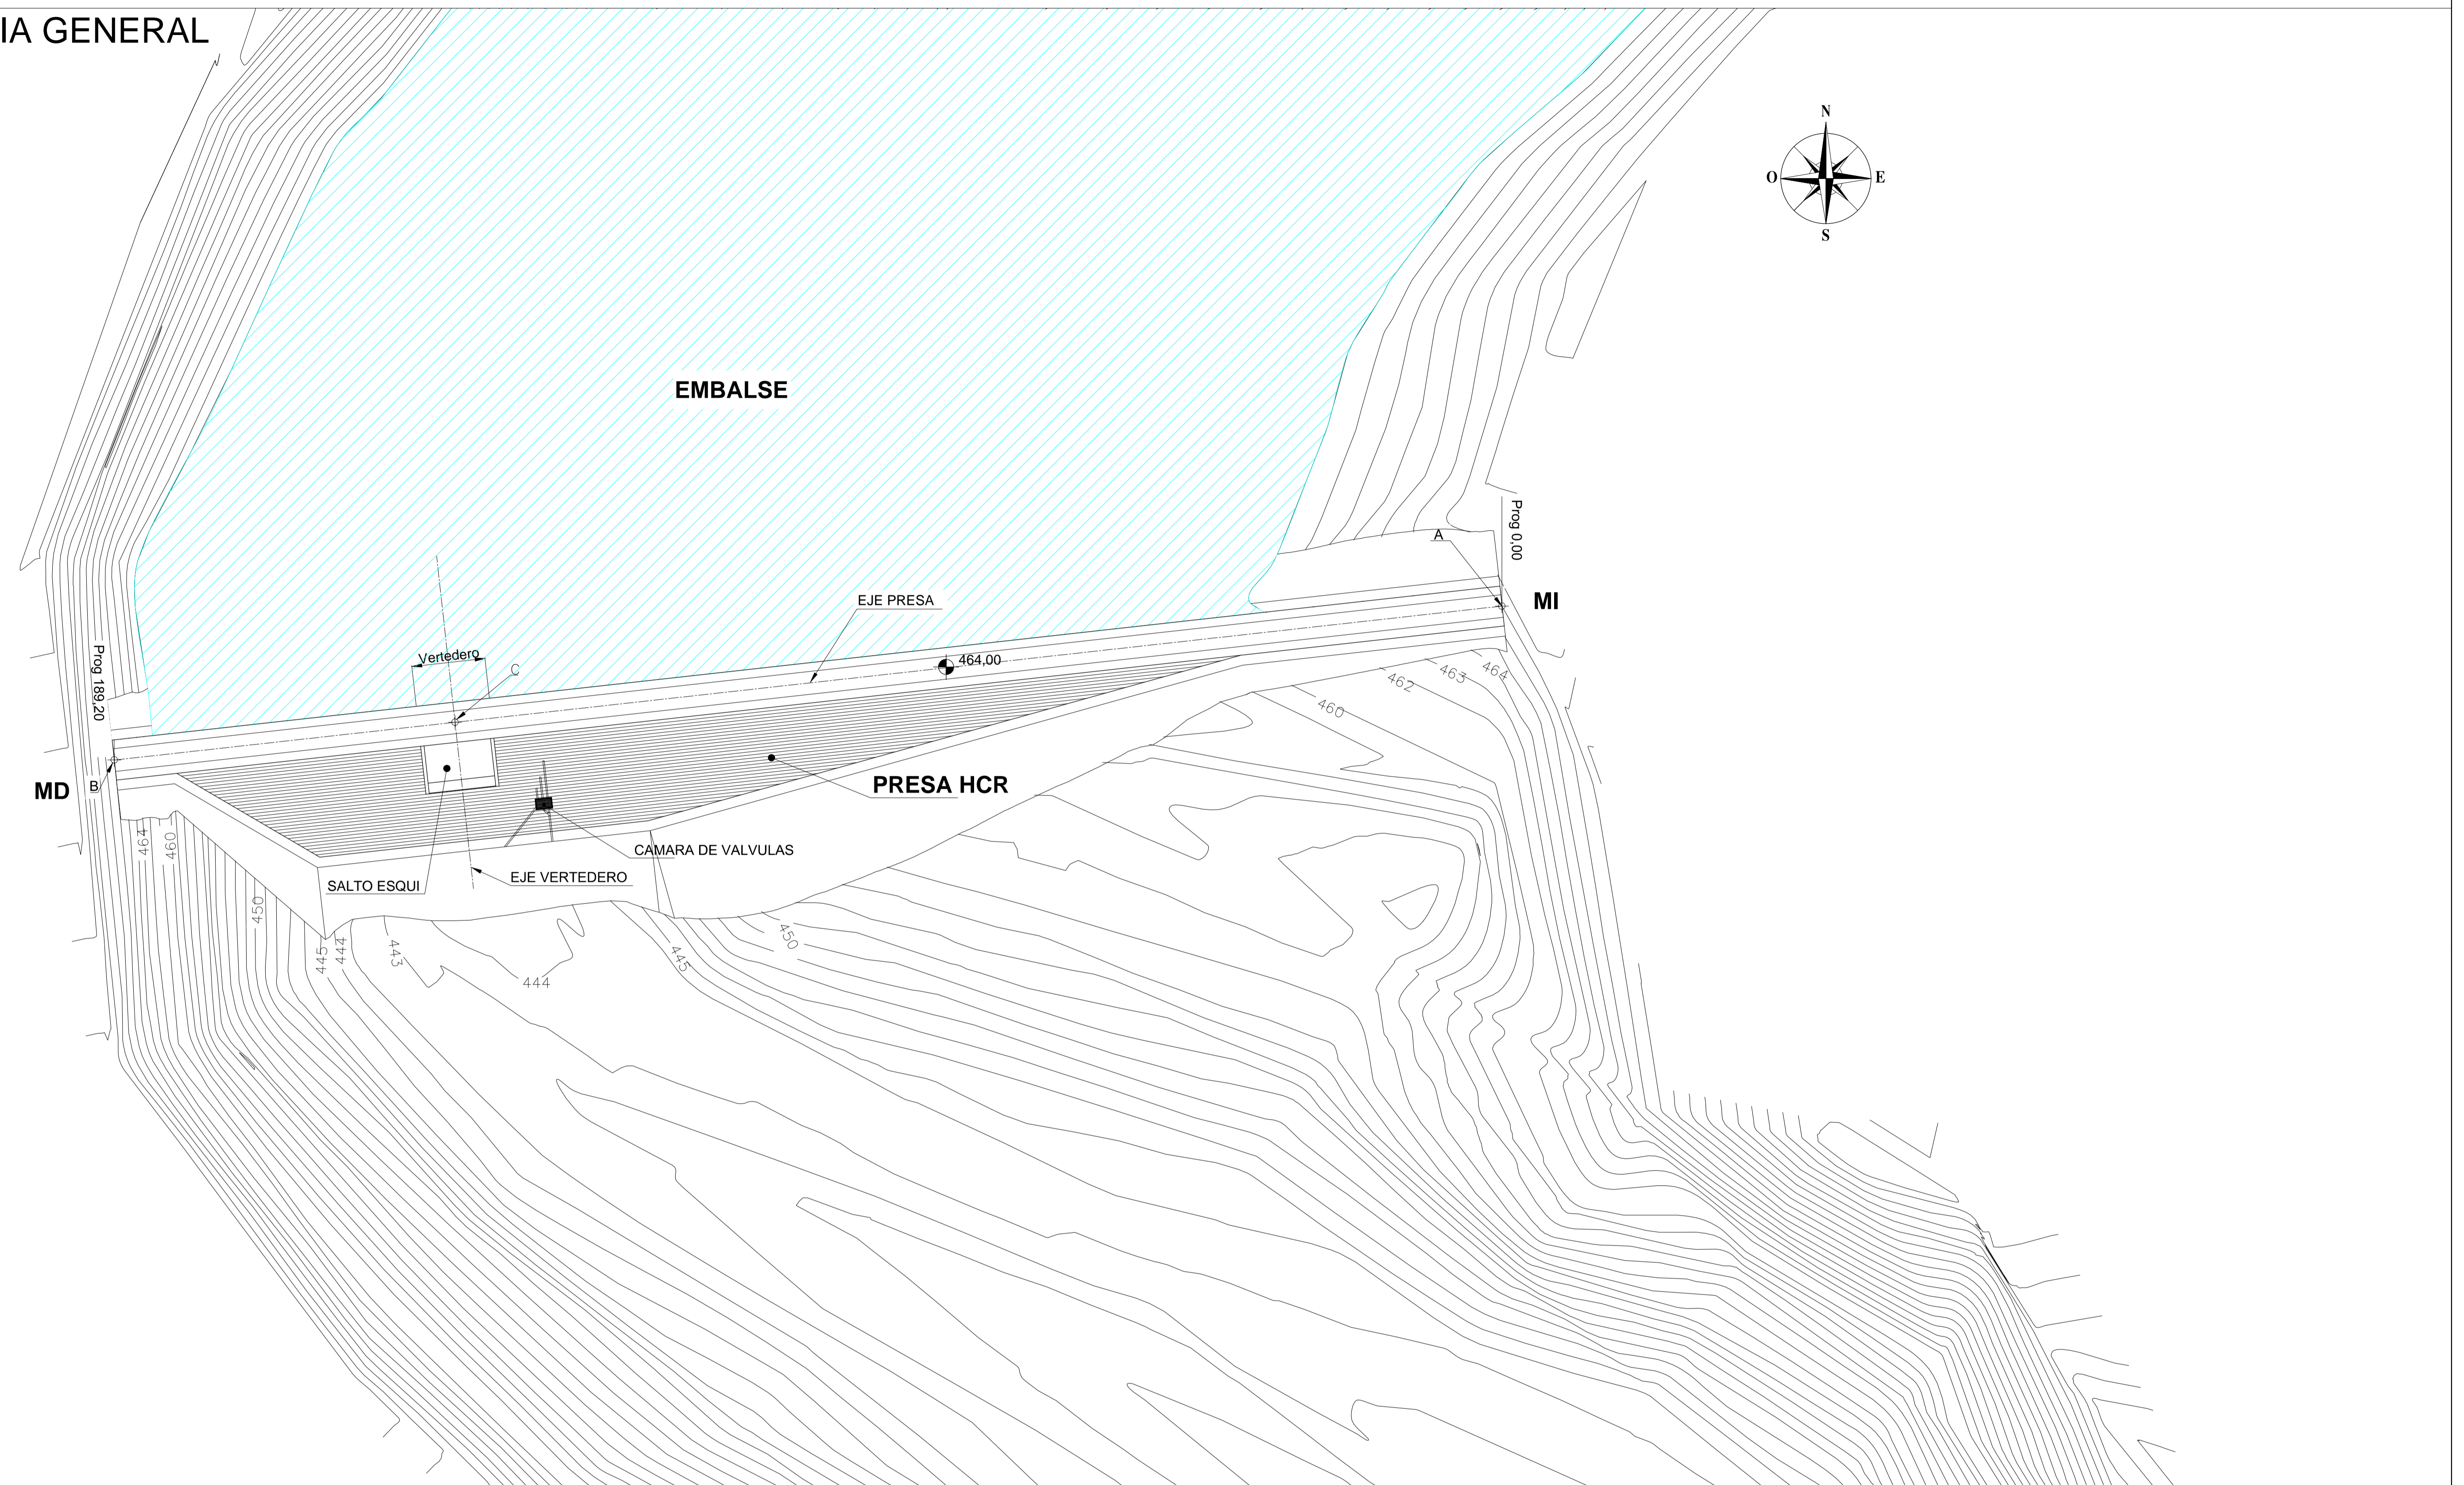 IA GENERAL
N
O
E
S
EMBALSE
Prog 0,00
A
MI
EJE PRESA
Vertedero
C
464,00
Prog 189,20
B
MD
PRESA HCR
CAMARA DE VALVULAS
EJE VERTEDERO
SALTO ESQUI
464
463
462
460
464
460
450
445
444
443
444
445
450